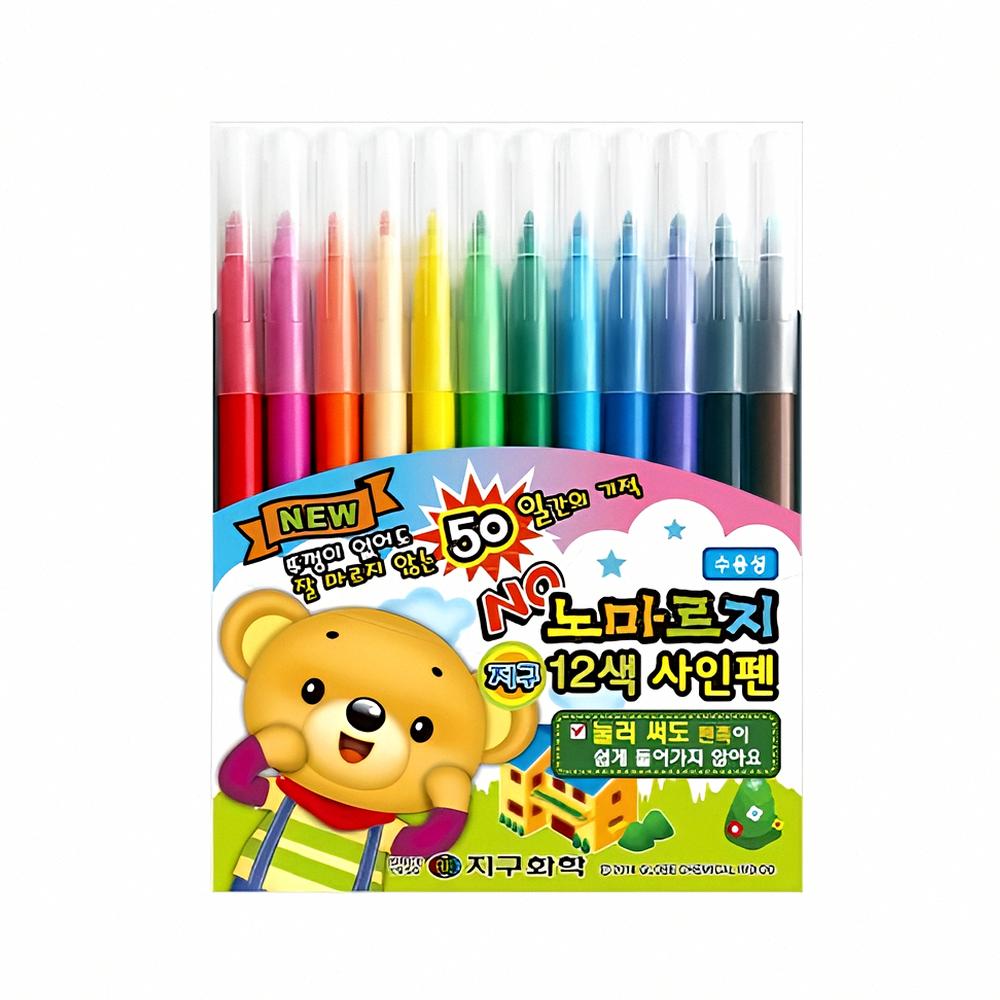 NEW
뚜껑이 없어도
잘 마르지 않는
50 일간의 기적
수용성
NO
노마르지
지구 12색 사인펜
눌러 써도 펜촉이
쉽게 들어가지 않아요
지구화학